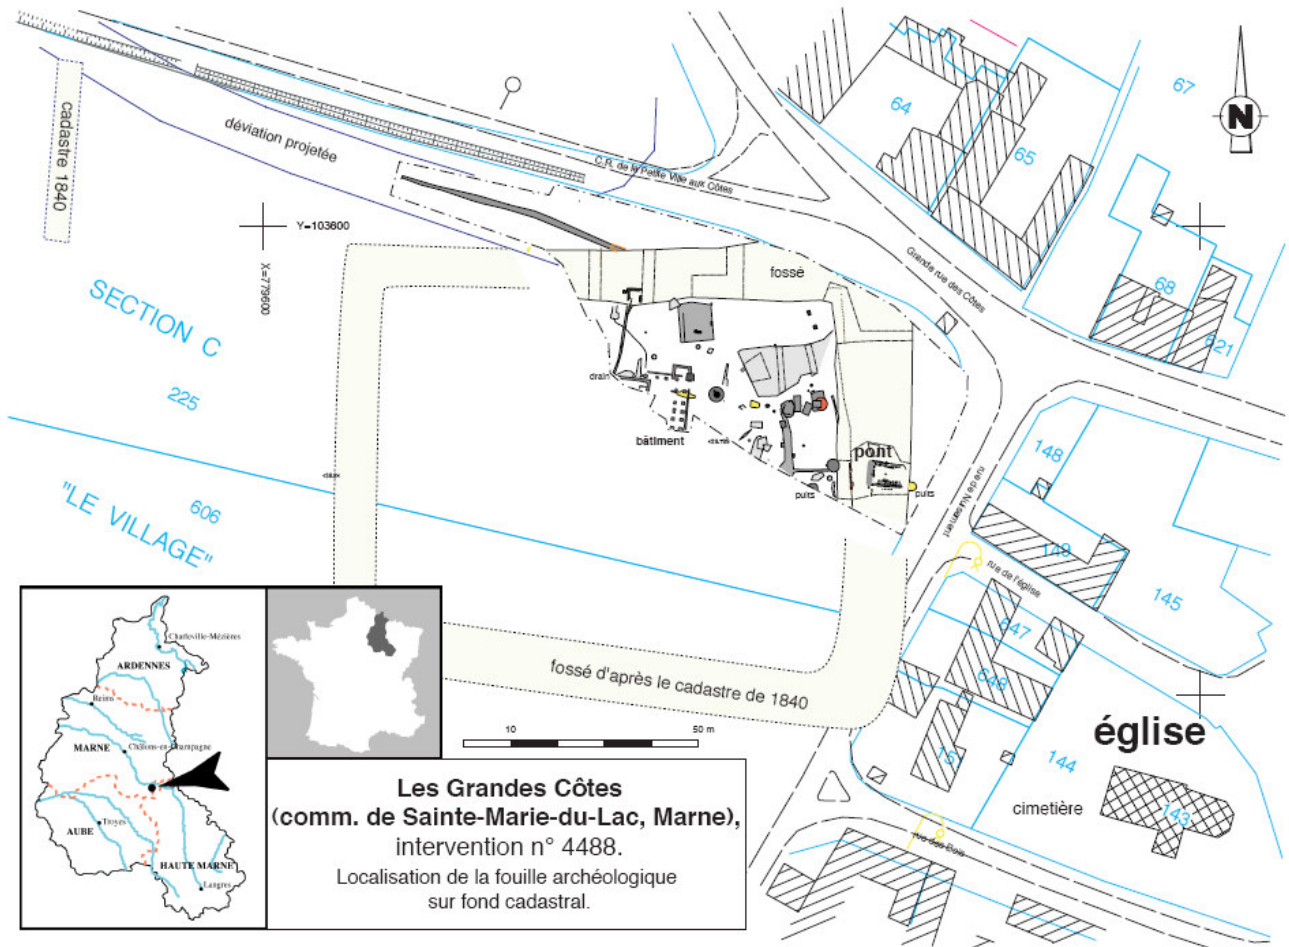 64
67
65
68
621
N
cadastre 1840
déviation projetée
C.R. de la Petite Ville aux Côtes
Grande rue des Côtes
Y=103600
X=779600
fossé
SECTION C
225
606
"LE VILLAGE"
drain
bâtiment
pont
puits
puits
rue de Nuisement
148
149
145
rue de l'église
647
648
151
144
église
cimetière
143
rue des Bois
fossé d'après le cadastre de 1840
10
50 m
Charleville-Mézières
ARDENNES
Reims
MARNE
Châlons-en-Champagne
AUBE
Troyes
HAUTE MARNE
Langres
Les Grandes Côtes
(comm. de Sainte-Marie-du-Lac, Marne),
intervention n° 4488.
Localisation de la fouille archéologique
sur fond cadastral.